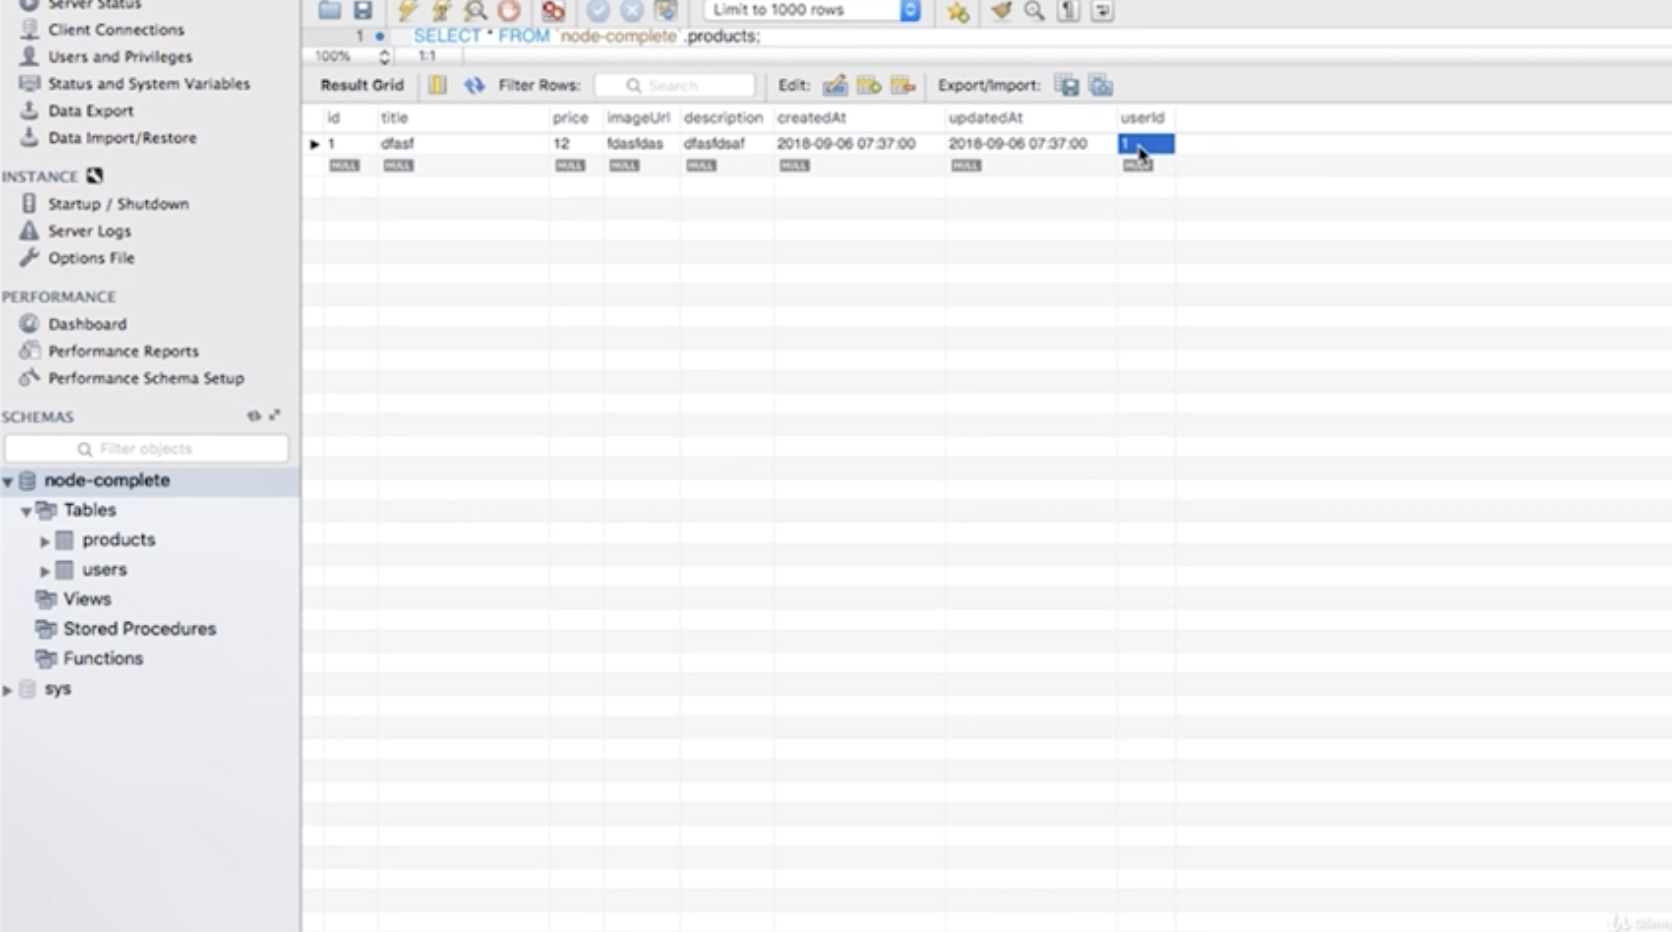 Server Status
Client Connections
Users and Privileges
Status and System Variables
Data Export
Data Import/Restore
INSTANCE
Startup / Shutdown
Server Logs
Options File
PERFORMANCE
Dashboard
Performance Reports
Performance Schema Setup
SCHEMAS
Filter objects
node-complete
Tables
products
users
Views
Stored Procedures
Functions
sys
Limit to 1000 rows
1 SELECT * FROM `node-complete`.products;
100% 1:1
Result Grid Filter Rows: Search Edit: Export/Import:
id title price imageUrl description createdAt updatedAt userId
1 dfasf 12 fdasfdas dfasfdsaf 2018-09-06 07:37:00 2018-09-06 07:37:00 1
NULL NULL NULL NULL NULL NULL NULL NULL